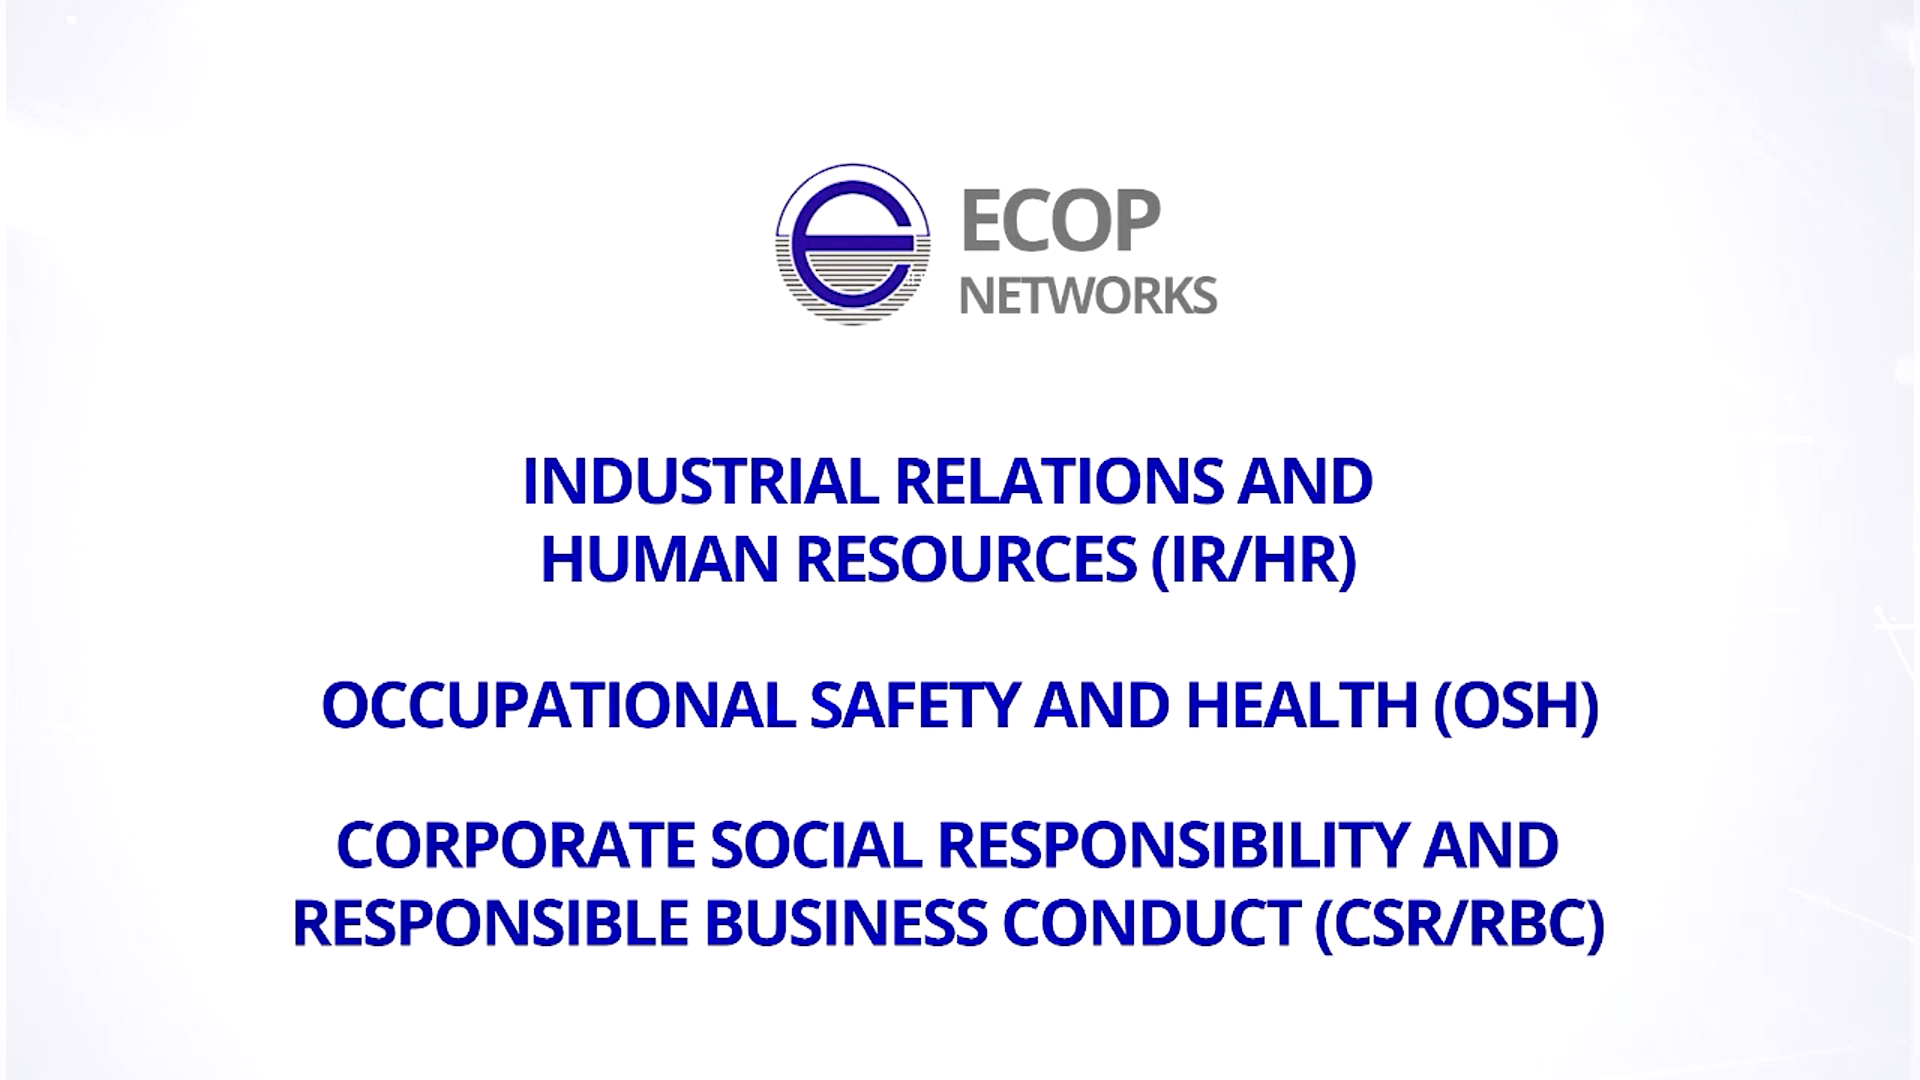 ECOP
NETWORKS
INDUSTRIAL RELATIONS AND
HUMAN RESOURCES (IR/HR)
OCCUPATIONAL SAFETY AND HEALTH (OSH)
CORPORATE SOCIAL RESPONSIBILITY AND
RESPONSIBLE BUSINESS CONDUCT (CSR/RBC)